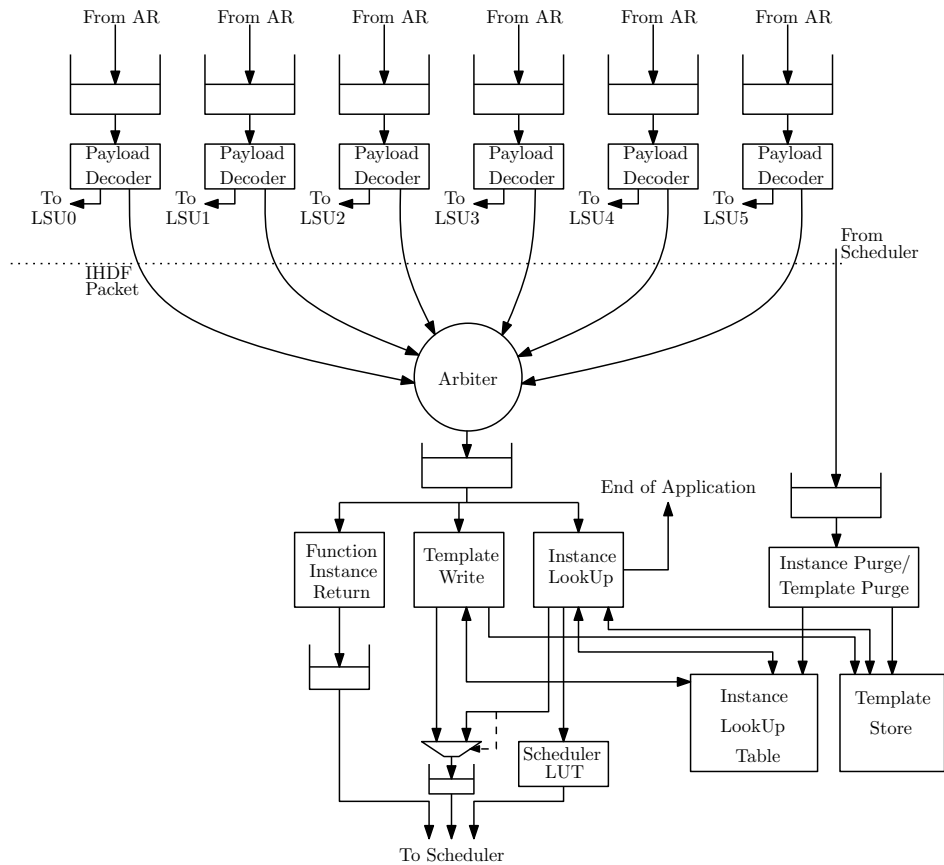 From AR
From AR
From AR
From AR
From AR
From AR
Payload
Decoder
Payload
Decoder
Payload
Decoder
Payload
Decoder
Payload
Decoder
Payload
Decoder
To
LSU0
To
LSU1
To
LSU2
To
LSU3
To
LSU4
To
LSU5
From
Scheduler
IHDF
Packet
Arbiter
End of Application
Function
Instance
Return
Template
Write
Instance
LookUp
Instance Purge/
Template Purge
Instance
LookUp
Table
Template
Store
Scheduler
LUT
To Scheduler